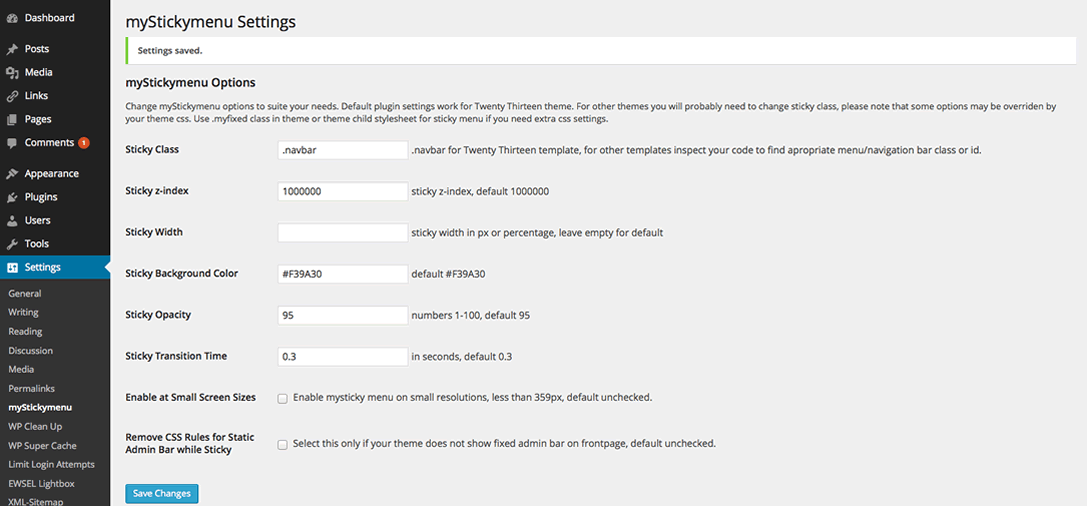 Dashboard
Posts
Media
Links
Pages
Comments 1
Appearance
Plugins
Users
Tools
Settings
General
Writing
Reading
Discussion
Media
Permalinks
myStickymenu
WP Clean Up
WP Super Cache
Limit Login Attempts
EWSEL Lightbox
XML-Sitemap
myStickymenu Settings
Settings saved.
myStickymenu Options
Change myStickymenu options to suite your needs. Default plugin settings work for Twenty Thirteen theme. For other themes you will probably need to change sticky class, please note that some options may be overriden by
your theme css. Use .myfixed class in theme or theme child stylesheet for sticky menu if you need extra css settings.
Sticky Class .navbar .navbar for Twenty Thirteen template, for other templates inspect your code to find apropriate menu/navigation bar class or id.
Sticky z-index 1000000 sticky z-index, default 1000000
Sticky Width sticky width in px or percentage, leave empty for default
Sticky Background Color #F39A30 default #F39A30
Sticky Opacity 95 numbers 1-100, default 95
Sticky Transition Time 0.3 in seconds, default 0.3
Enable at Small Screen Sizes Enable mysticky menu on small resolutions, less than 359px, default unchecked.
Remove CSS Rules for Static
Admin Bar while Sticky Select this only if your theme does not show fixed admin bar on frontpage, default unchecked.
Save Changes